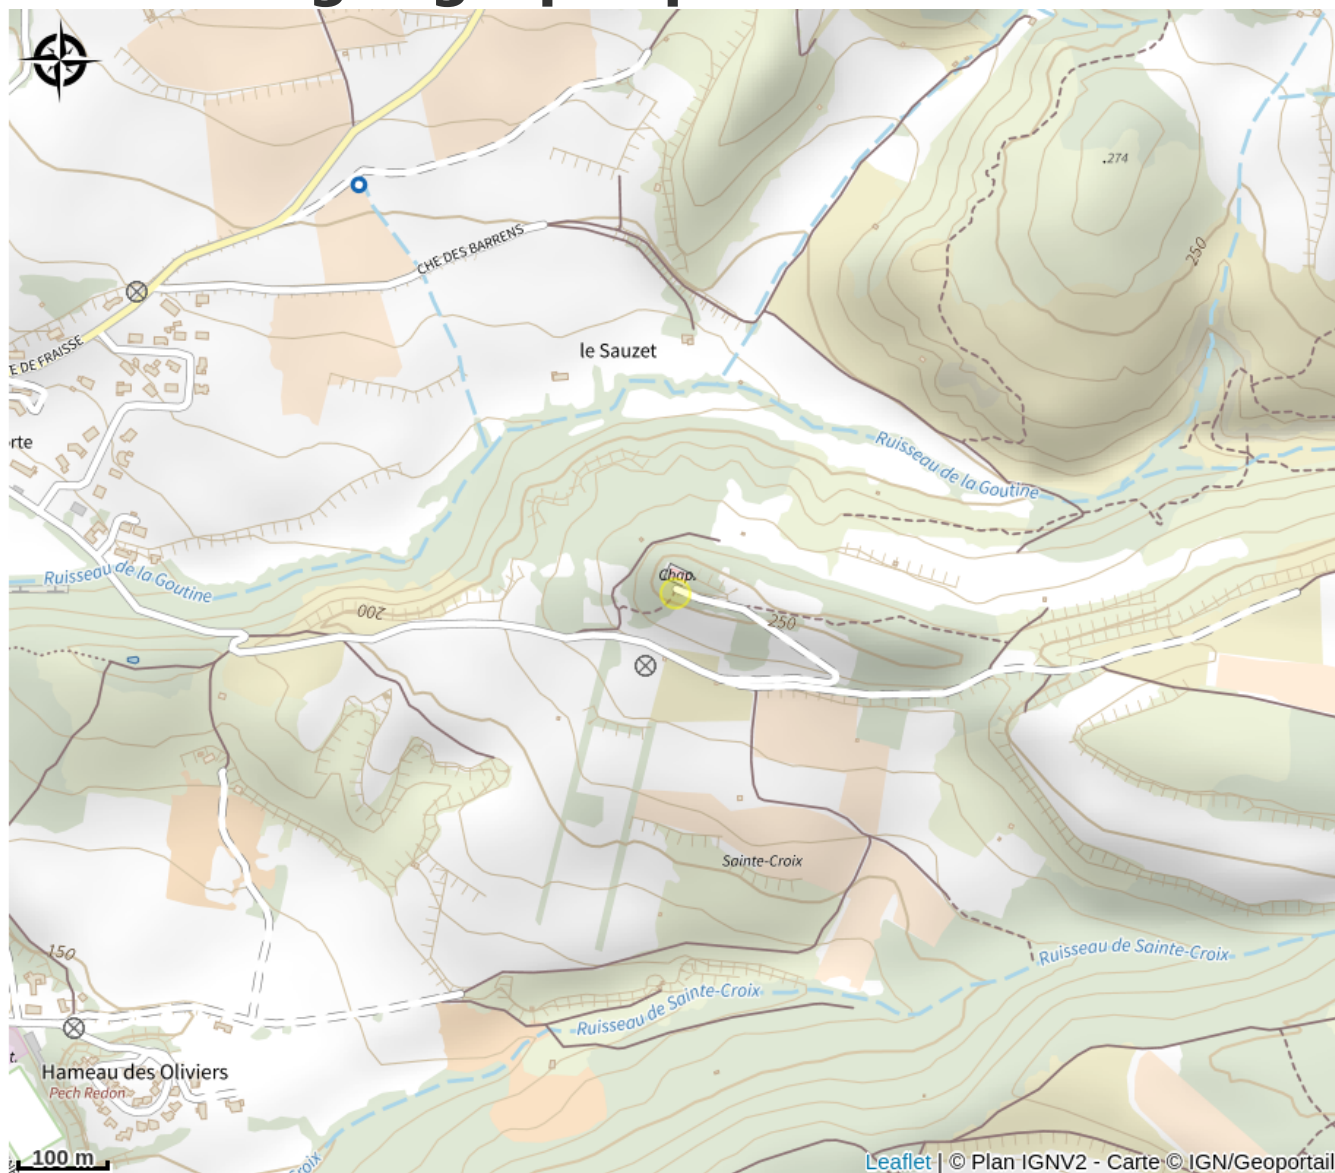 .274
250
CHE DES BARRENS
le Sauzet
E DE FRAISSE
orte
Ruisseau de la Goutine
Ruisseau de la Goutine
Chap.
200
250
Sainte-Croix
150
Ruisseau de Sainte-Croix
Ruisseau de Sainte-Croix
t.
Hameau des Oliviers
Pech Redon
Croix
100 m
Leaflet | © Plan IGNV2 - Carte © IGN/Geoportail